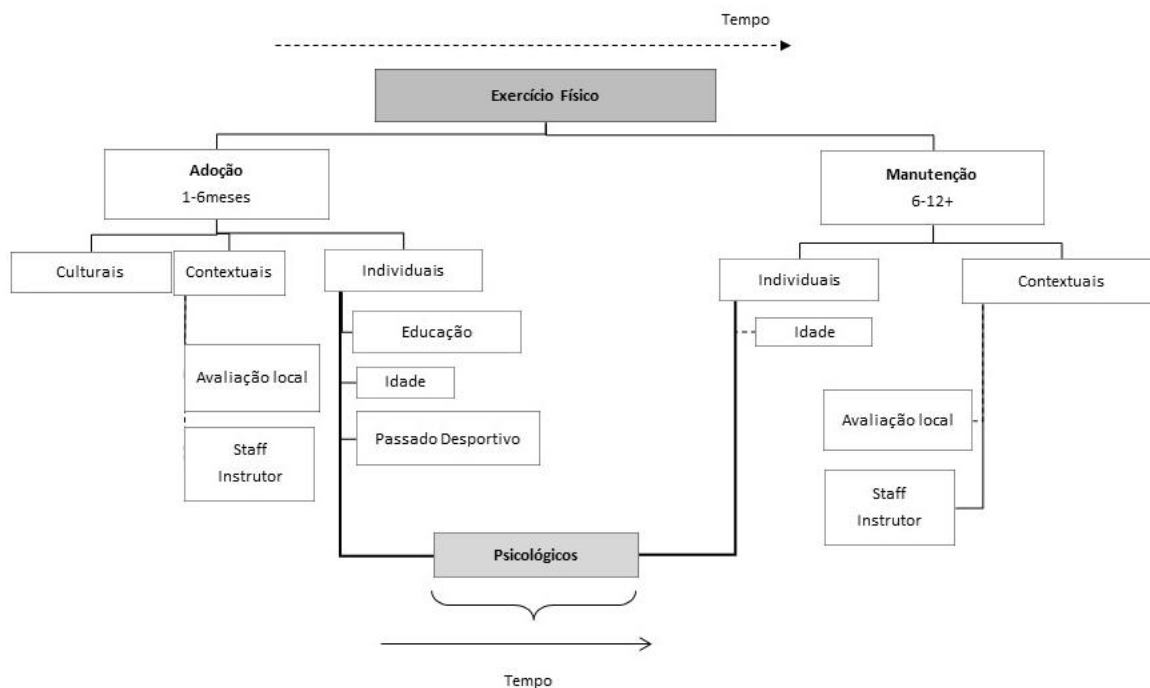 Tempo
Exercício Físico
Adoção
1-6meses
Manutenção
6-12+
Culturais
Contextuais
Individuais
Individuais
Contextuais
Educação
Idade
Avaliação local
Idade
Passado Desportivo
Avaliação local
Staff
Instrutor
Staff
Instrutor
Psicológicos
Tempo